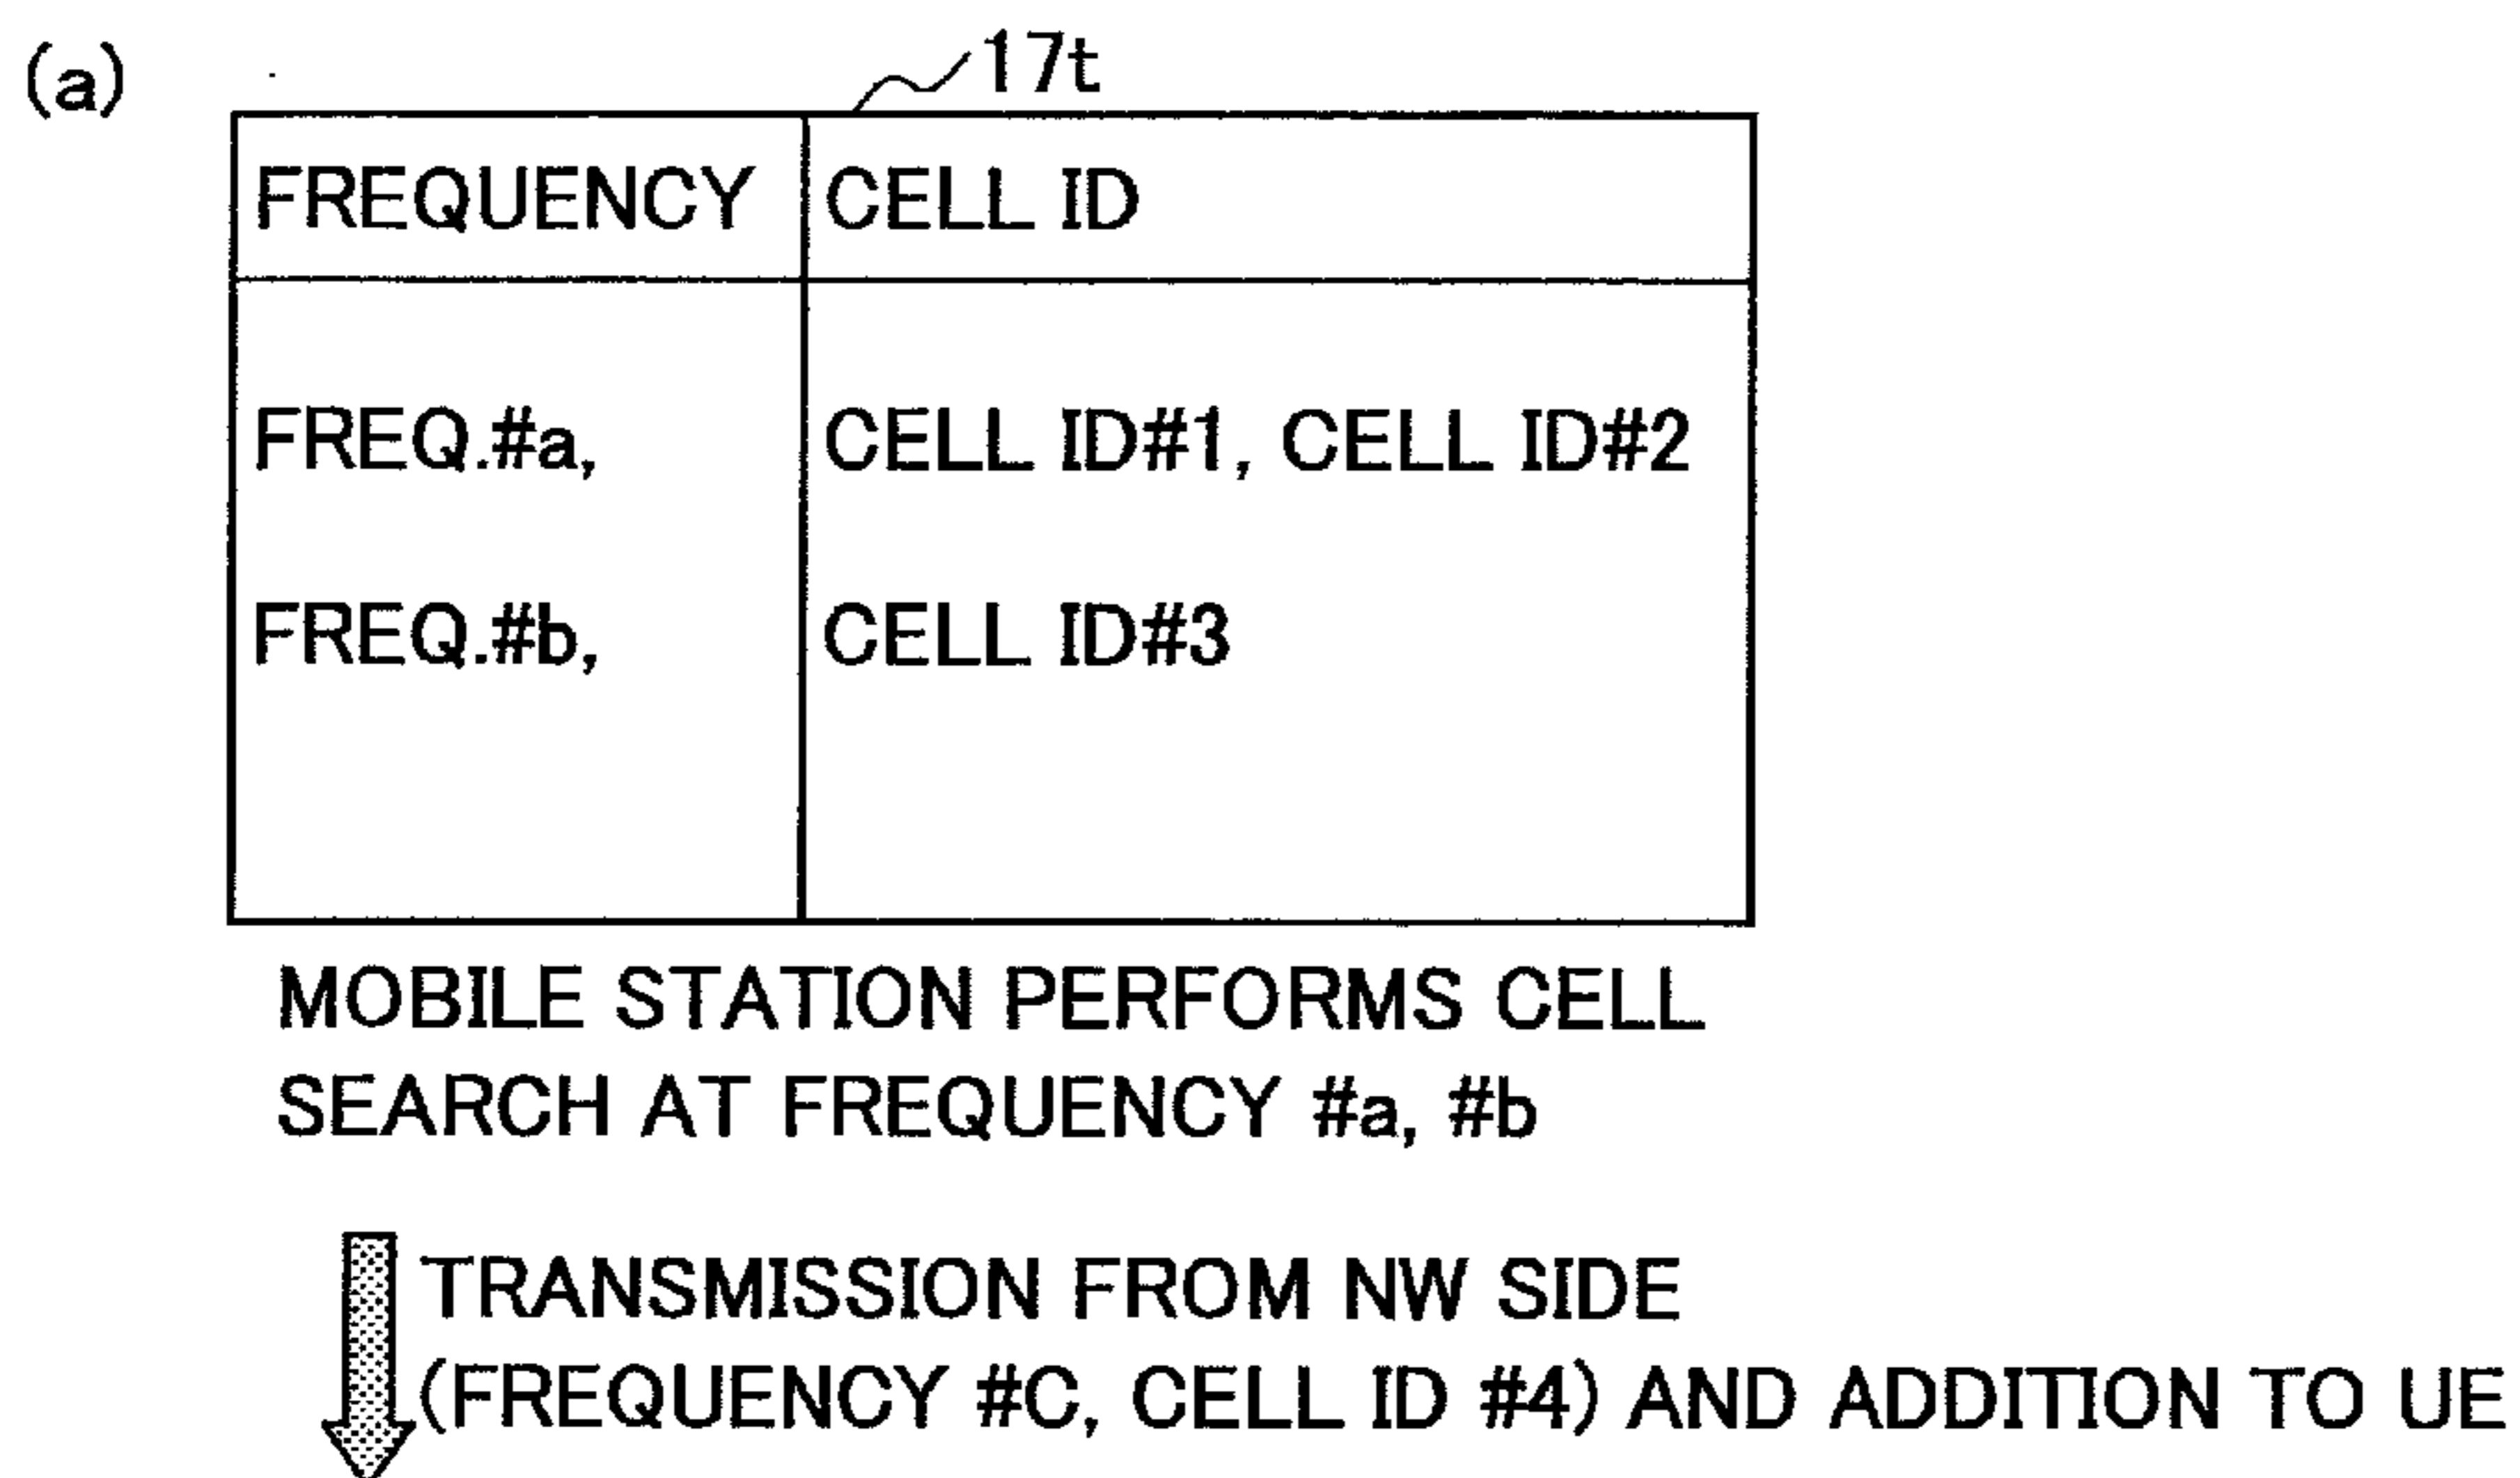 (a)
17t
FREQUENCY CELL ID
FREQ.#a, CELL ID#1, CELL ID#2
FREQ.#b, CELL ID#3
MOBILE STATION PERFORMS CELL
SEARCH AT FREQUENCY #a, #b
TRANSMISSION FROM NW SIDE
(FREQUENCY #C, CELL ID #4) AND ADDITION TO UE